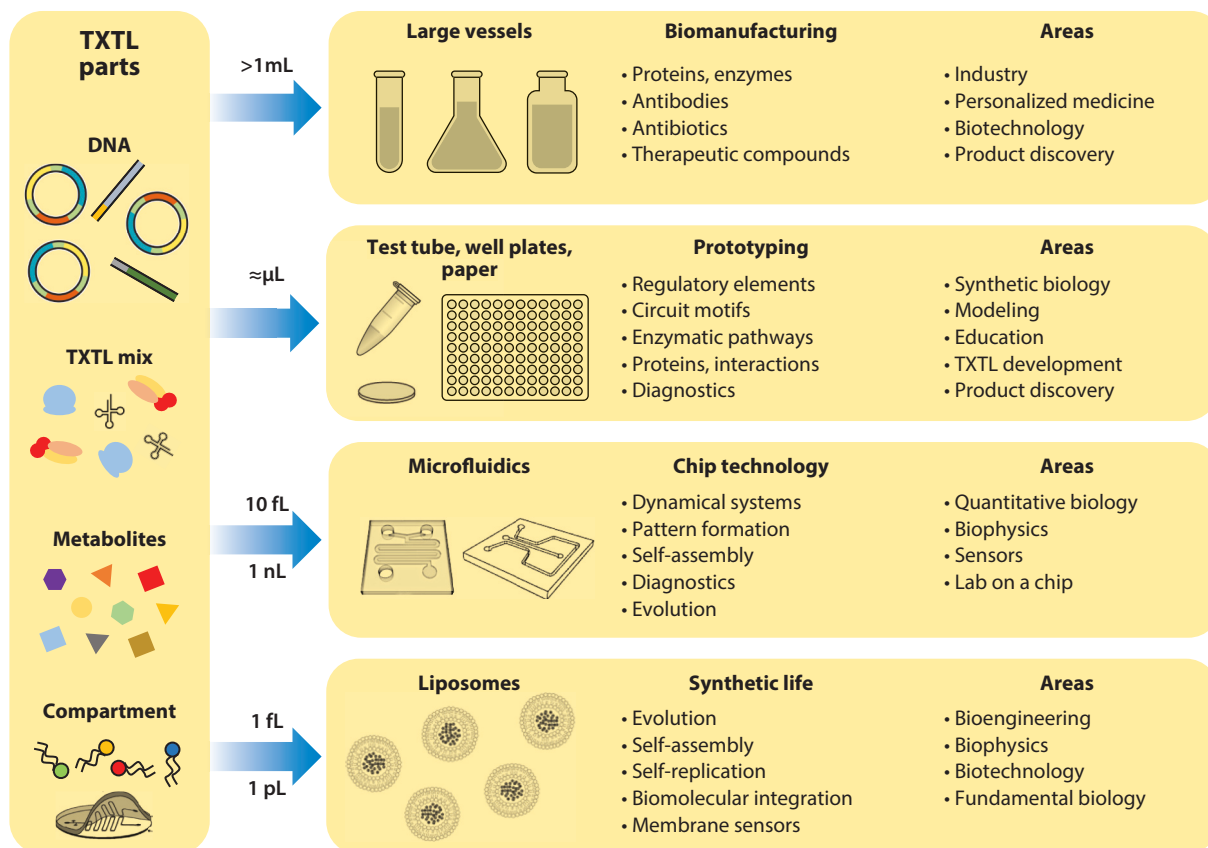 TXTL
parts
DNA
TXTL mix
Metabolites
Compartment
>1mL
Large vessels
Biomanufacturing
• Proteins, enzymes
• Antibodies
• Antibiotics
• Therapeutic compounds
Areas
• Industry
• Personalized medicine
• Biotechnology
• Product discovery
≈µL
Test tube, well plates,
paper
Prototyping
• Regulatory elements
• Circuit motifs
• Enzymatic pathways
• Proteins, interactions
• Diagnostics
Areas
• Synthetic biology
• Modeling
• Education
• TXTL development
• Product discovery
10 fL
1 nL
Microfluidics
Chip technology
• Dynamical systems
• Pattern formation
• Self-assembly
• Diagnostics
• Evolution
Areas
• Quantitative biology
• Biophysics
• Sensors
• Lab on a chip
1 fL
1 pL
Liposomes
Synthetic life
• Evolution
• Self-assembly
• Self-replication
• Biomolecular integration
• Membrane sensors
Areas
• Bioengineering
• Biophysics
• Biotechnology
• Fundamental biology